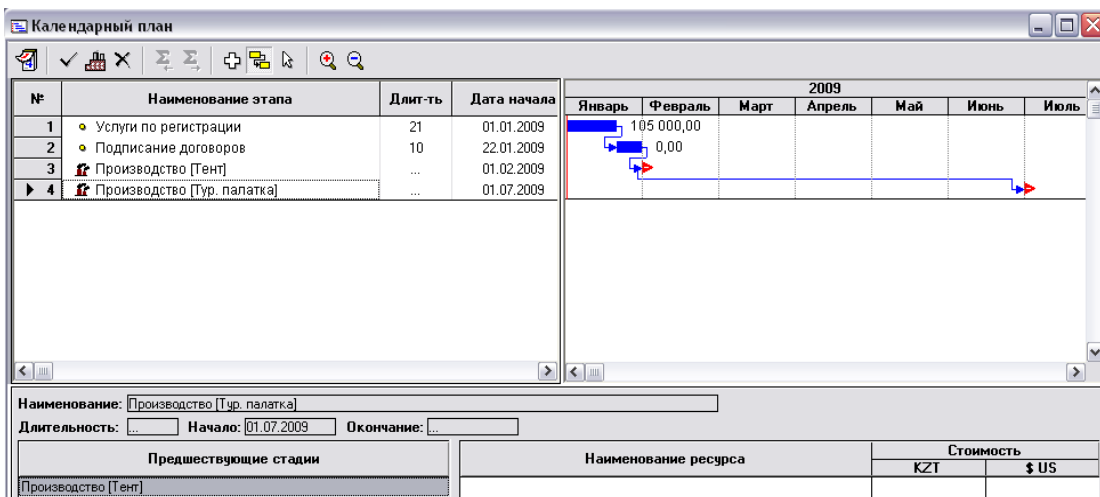 Календарный план
№ Наименование этапа Длит-ть Дата начала
2009
Январь Февраль Март Апрель Май Июнь Июль
1 Услуги по регистрации 21 01.01.2009 105 000,00
2 Подписание договоров 10 22.01.2009 0,00
3 Производство [Тент] ... 01.02.2009
4 Производство [Тур. палатка] ... 01.07.2009
Наименование: Производство [Тур. палатка]
Длительность: ... Начало: 01.07.2009 Окончание: ...
Предшествующие стадии Наименование ресурса Стоимость
KZT $ US
Производство [Тент]